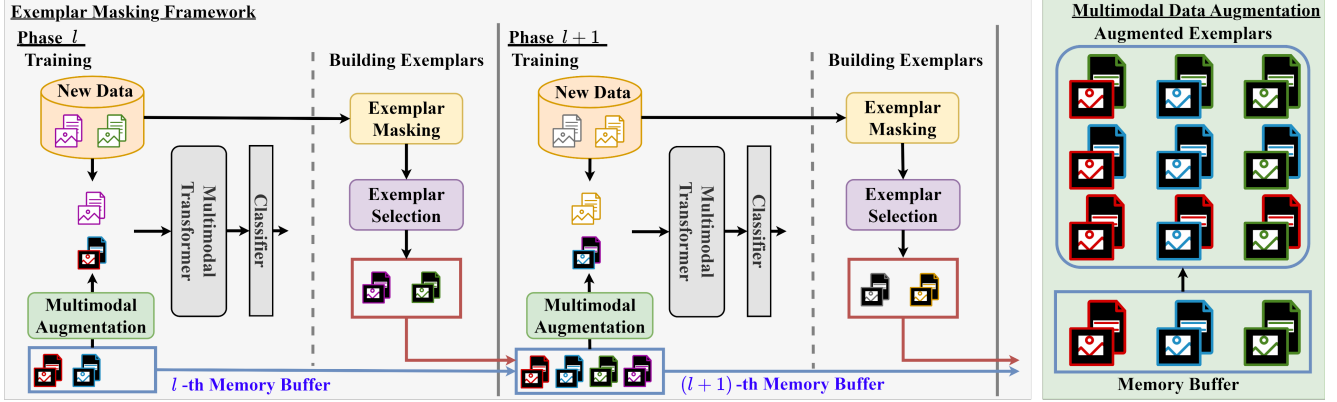 Exemplar Masking Framework
Phase l
Training
New Data
Multimodal
Transformer
Classifier
Multimodal
Augmentation
l -th Memory Buffer
Building Exemplars
Exemplar
Masking
Exemplar
Selection
Phase l + 1
Training
New Data
Multimodal
Transformer
Classifier
Multimodal
Augmentation
(l + 1) -th Memory Buffer
Building Exemplars
Exemplar
Masking
Exemplar
Selection
Multimodal Data Augmentation
Augmented Exemplars
Memory Buffer